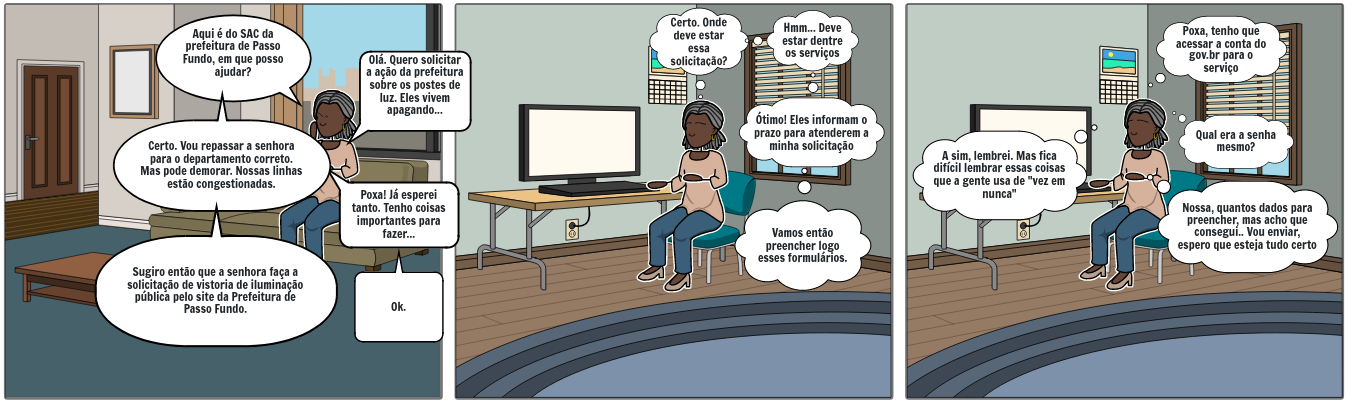 Aqui é do SAC da
prefeitura de Passo
Fundo, em que posso
ajudar?
Olá. Quero solicitar
a ação da prefeitura
sobre os postes de
luz. Eles vivem
apagando...
Certo. Vou repassar a senhora
para o departamento correto.
Mas pode demorar. Nossas linhas
estão congestionadas.
Poxa! Já esperei
tanto. Tenho coisas
importantes para
fazer...
Sugiro então que a senhora faça a
solicitação de vistoria de iluminação
pública pelo site da Prefeitura de
Passo Fundo.
Ok.
Certo. Onde
deve estar
essa
solicitação?
Hmm... Deve
estar dentre
os serviços
Ótimo! Eles informam o
prazo para atenderem a
minha solicitação
Vamos então
preencher logo
esses formulários.
Poxa, tenho que
acessar a conta do
gov.br para o
serviço
Qual era a senha
mesmo?
A sim, lembrei. Mas fica
difícil lembrar essas coisas
que a gente usa de "vez em
nunca"
Nossa, quantos dados para
preencher, mas acho que
consegui.. Vou enviar,
espero que esteja tudo certo